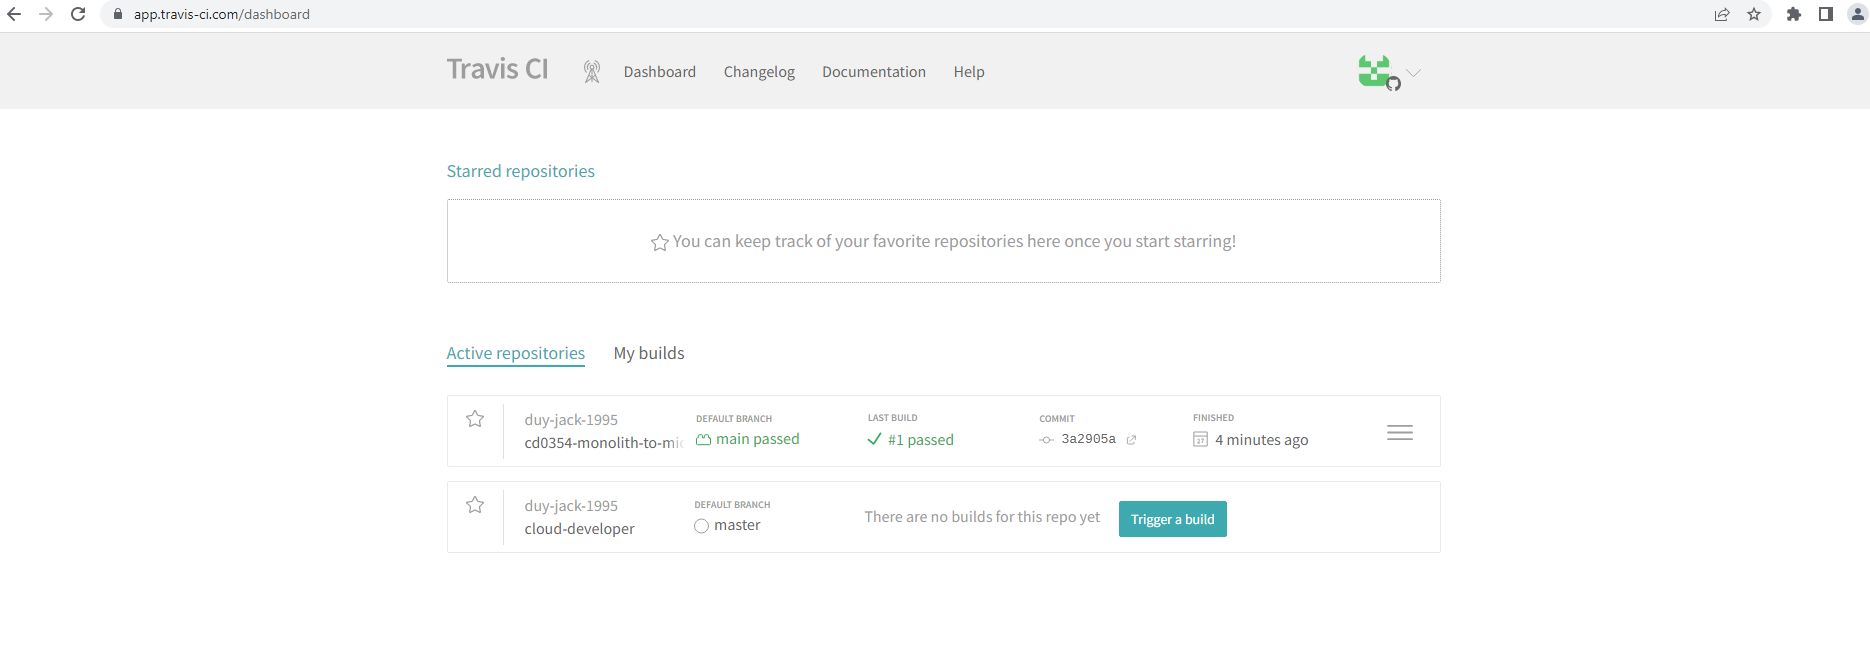 app.travis-ci.com/dashboard
Travis CI Dashboard Changelog Documentation Help
Starred repositories
You can keep track of your favorite repositories here once you start starring!
Active repositories My builds
duy-jack-1995 DEFAULT BRANCH LAST BUILD COMMIT FINISHED
cd0354-monolith-to-mic main passed #1 passed 3a2905a 4 minutes ago
duy-jack-1995 DEFAULT BRANCH
cloud-developer master There are no builds for this repo yet Trigger a build